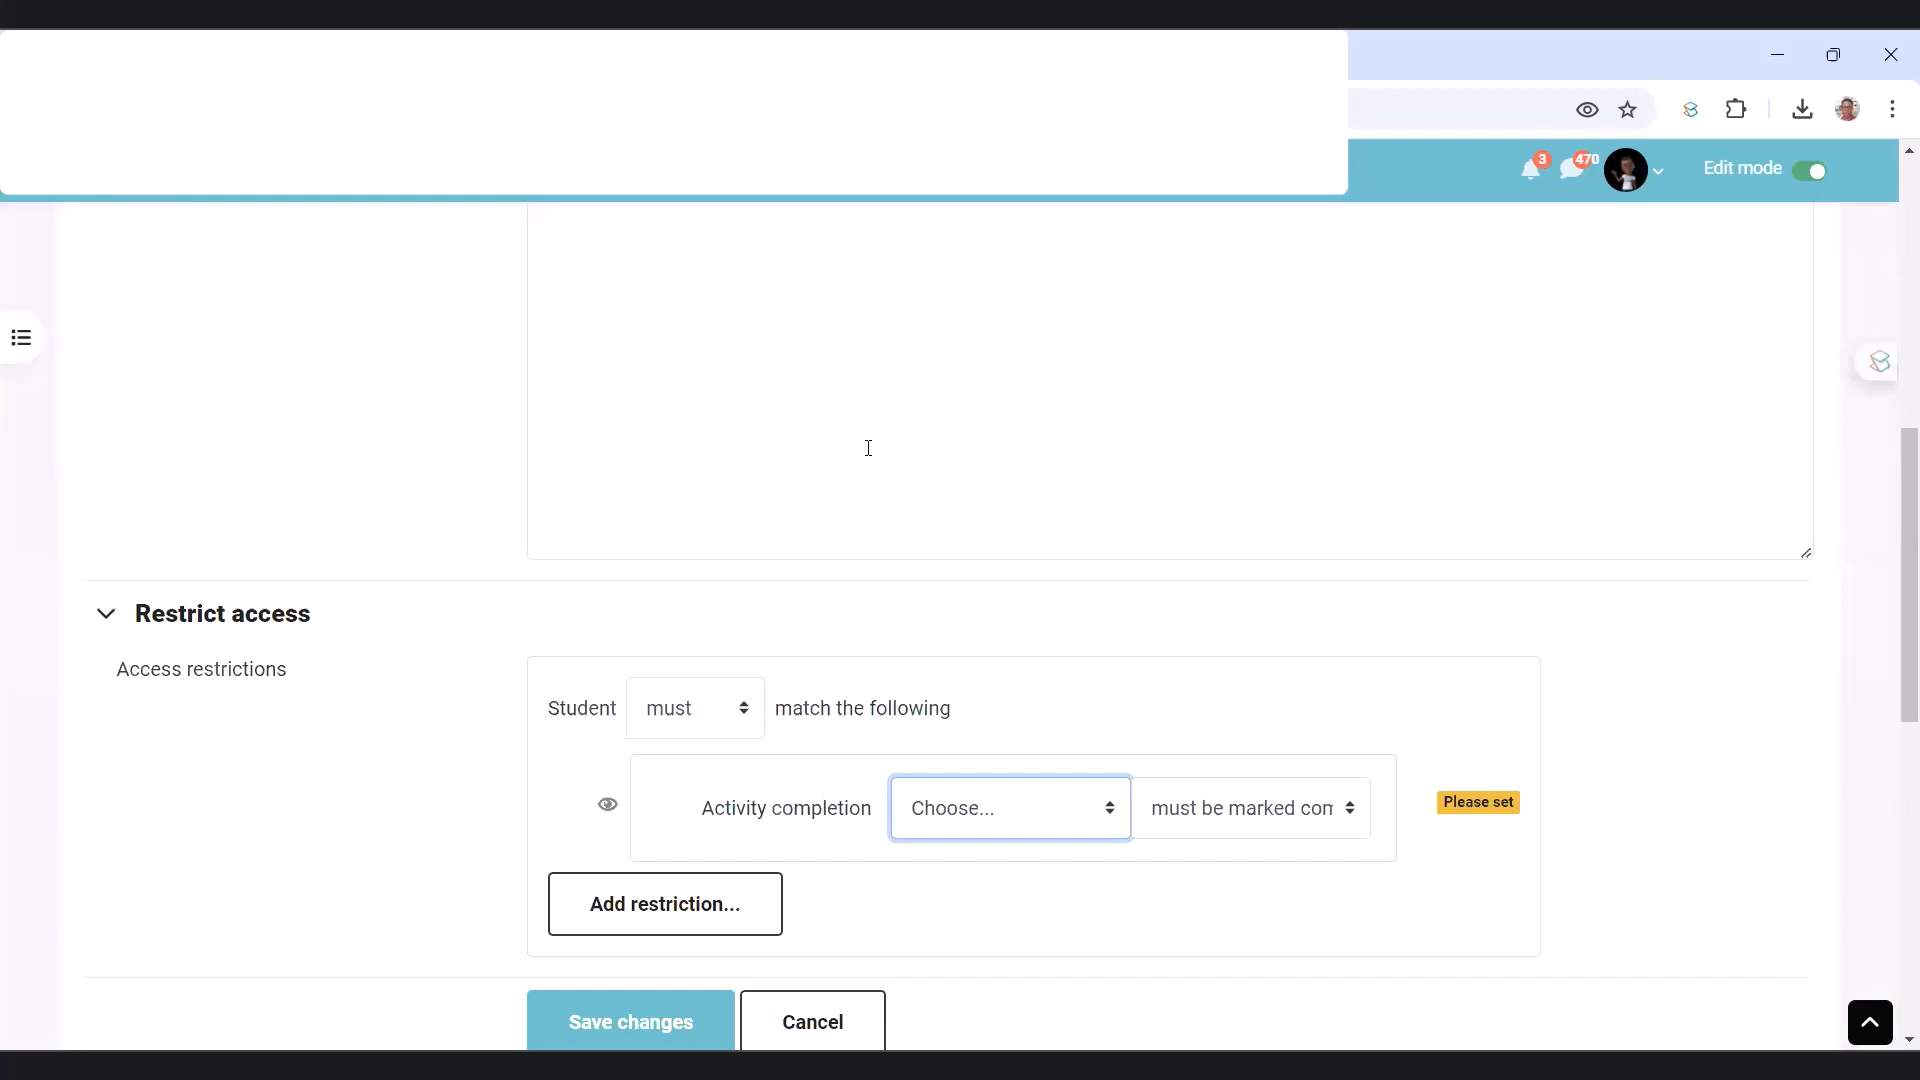 3
470
Edit mode
Restrict access
Access restrictions
Student must match the following
Activity completion Choose... must be marked com
Please set
Add restriction...
Save changes Cancel